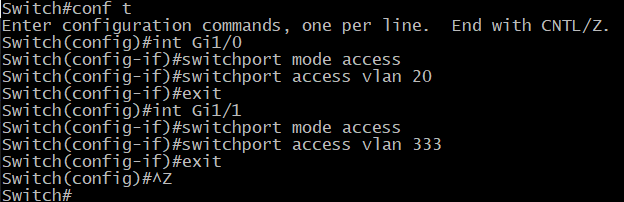 Switch#conf t
Enter configuration commands, one per line.  End with CNTL/Z.
Switch(config)#int Gi1/0
Switch(config-if)#switchport mode access
Switch(config-if)#switchport access vlan 20
Switch(config-if)#exit
Switch(config)#int Gi1/1
Switch(config-if)#switchport mode access
Switch(config-if)#switchport access vlan 333
Switch(config-if)#exit
Switch(config)#^Z
Switch#